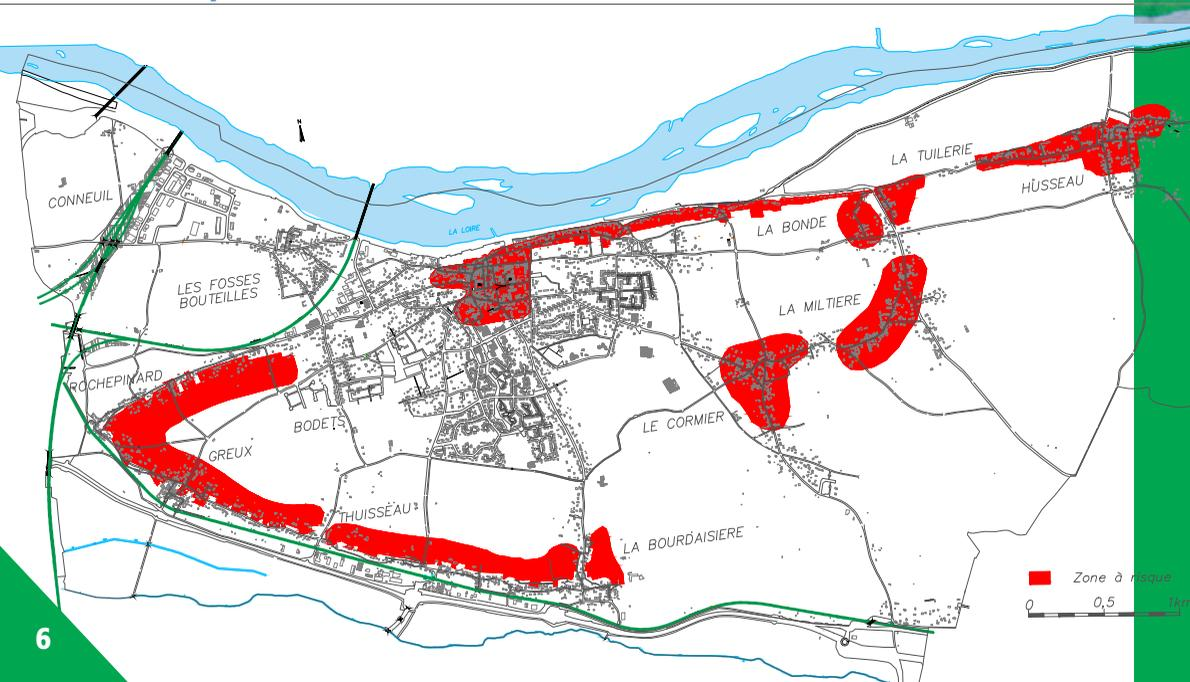 N
LA LOIRE
LA TUILERIE
HUSSEAU
CONNEUIL
LA BONDE
LES FOSSES
BOUTEILLES
LA MILTIERE
ROCHEPINARD
LE CORMIER
BODETS
GREUX
THUISSEAU
LA BOURDAISIERE
Zone à risque
0 0,5 1km
6